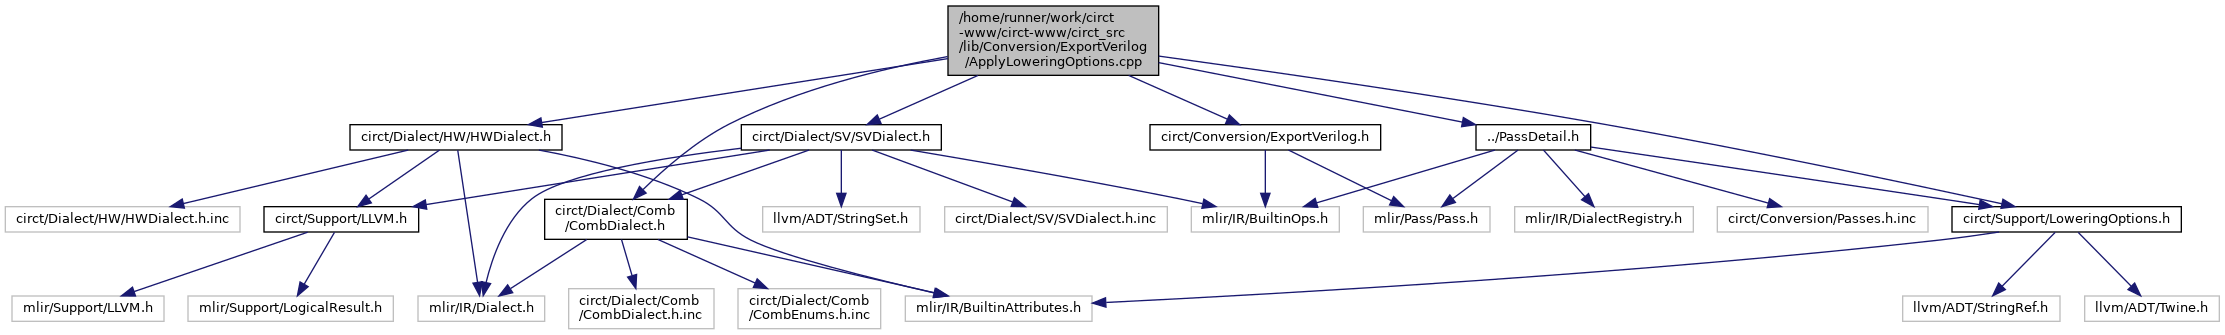 /home/runner/work/circt
-www/circt-www/circt_src
/lib/Conversion/ExportVerilog
/ApplyLoweringOptions.cpp
circt/Dialect/HW/HWDialect.h
circt/Dialect/SV/SVDialect.h
circt/Conversion/ExportVerilog.h
../PassDetail.h
circt/Dialect/HW/HWDialect.h.inc
circt/Support/LLVM.h
circt/Dialect/Comb
/CombDialect.h
llvm/ADT/StringSet.h
circt/Dialect/SV/SVDialect.h.inc
mlir/IR/BuiltinOps.h
mlir/Pass/Pass.h
mlir/IR/DialectRegistry.h
circt/Conversion/Passes.h.inc
circt/Support/LoweringOptions.h
mlir/Support/LLVM.h
mlir/Support/LogicalResult.h
mlir/IR/Dialect.h
circt/Dialect/Comb
/CombDialect.h.inc
circt/Dialect/Comb
/CombEnums.h.inc
mlir/IR/BuiltinAttributes.h
llvm/ADT/StringRef.h
llvm/ADT/Twine.h